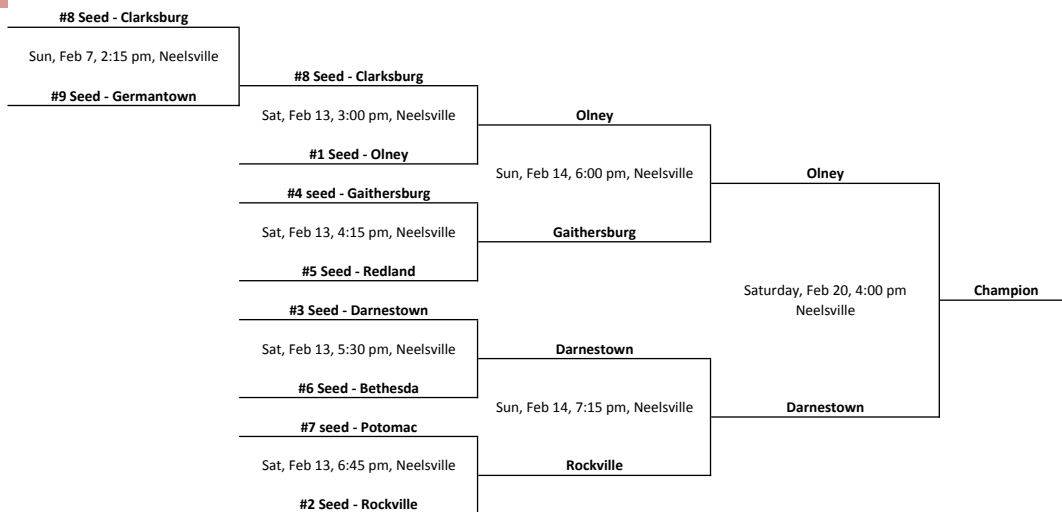 #8 Seed - Clarksburg
Sun, Feb 7, 2:15 pm, Neelsville
#9 Seed - Germantown
#8 Seed - Clarksburg
Sat, Feb 13, 3:00 pm, Neelsville
#1 Seed - Olney
#4 seed - Gaithersburg
Sat, Feb 13, 4:15 pm, Neelsville
#5 Seed - Redland
#3 Seed - Darnestown
Sat, Feb 13, 5:30 pm, Neelsville
#6 Seed - Bethesda
#7 seed - Potomac
Sat, Feb 13, 6:45 pm, Neelsville
#2 Seed - Rockville
Olney
Sun, Feb 14, 6:00 pm, Neelsville
Gaithersburg
Darnestown
Sun, Feb 14, 7:15 pm, Neelsville
Rockville
Olney
Saturday, Feb 20, 4:00 pm
Neelsville
Darnestown
Champion